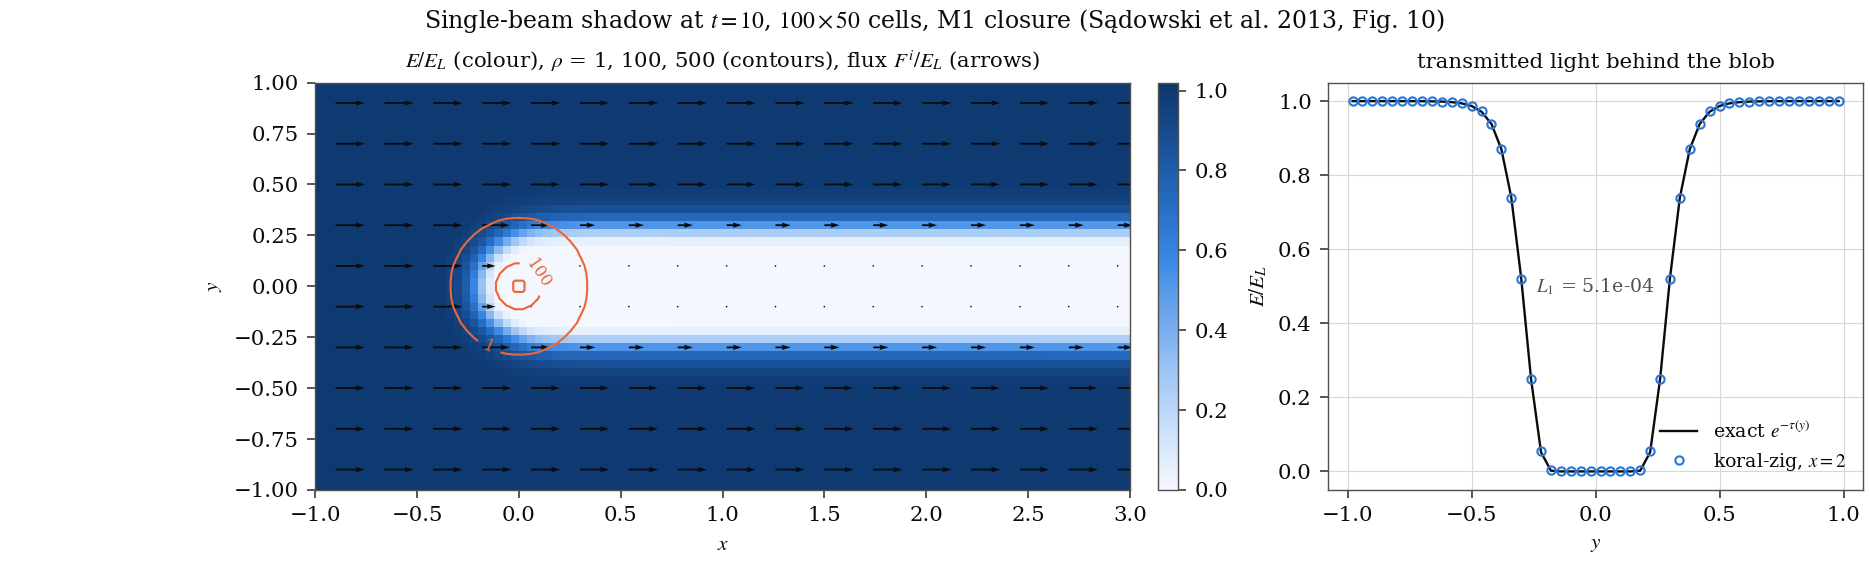 Single-beam shadow at t = 10, 100×50 cells, M1 closure (Sądowski et al. 2013, Fig. 10)
E/E_L (colour), ρ = 1, 100, 500 (contours), flux F^i/E_L (arrows)
1.00
0.75
0.50
0.25
0.00
−0.25
−0.50
−0.75
−1.00
y
100
1
−1.0 −0.5 0.0 0.5 1.0 1.5 2.0 2.5 3.0
x
1.0
0.8
0.6
0.4
0.2
0.0
transmitted light behind the blob
1.0
0.8
0.6
0.4
0.2
0.0
E/E_L
L_1 = 5.1e-04
exact e^{−τ(y)}
koral-zig, x = 2
−1.0 −0.5 0.0 0.5 1.0
y